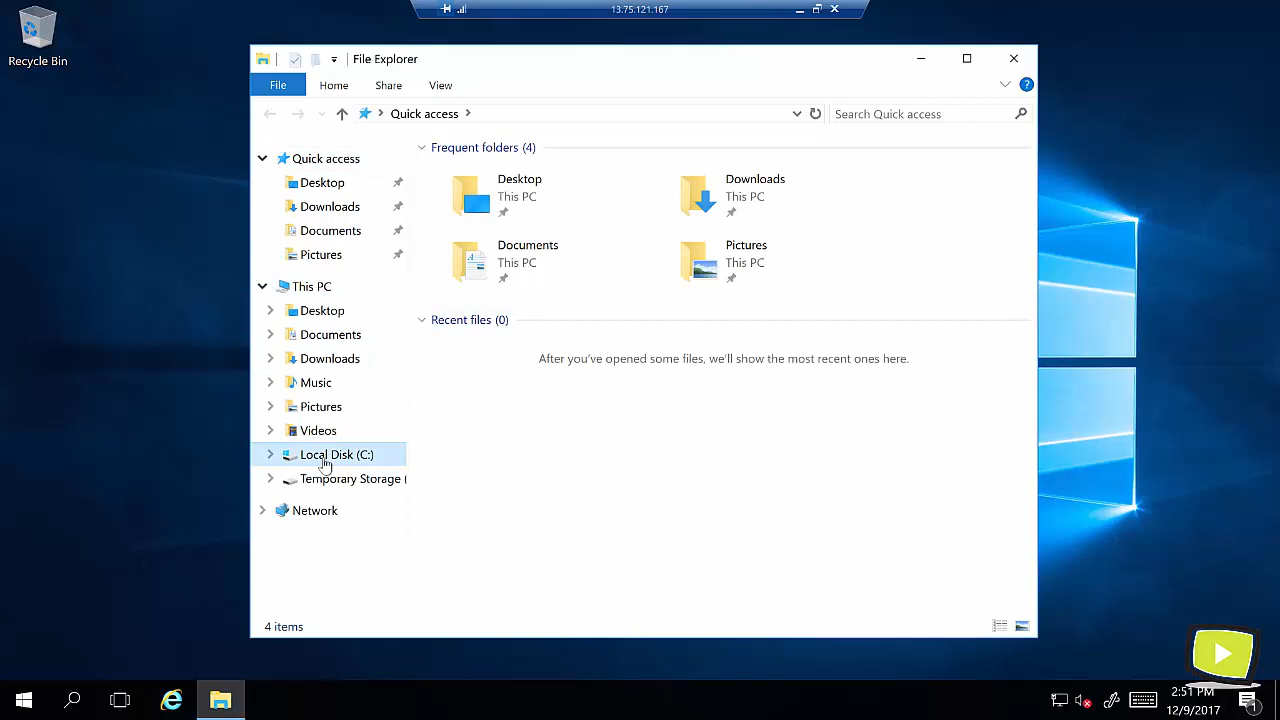 13.75.121.167
Recycle Bin
File Explorer
File Home Share View
Quick access
Search Quick access
Quick access
Desktop
Downloads
Documents
Pictures
This PC
Desktop
Documents
Downloads
Music
Pictures
Videos
Local Disk (C:)
Temporary Storage (
Network
Frequent folders (4)
Desktop
This PC
Downloads
This PC
Documents
This PC
Pictures
This PC
Recent files (0)
After you've opened some files, we'll show the most recent ones here.
4 items
2:51 PM
12/9/2017
1